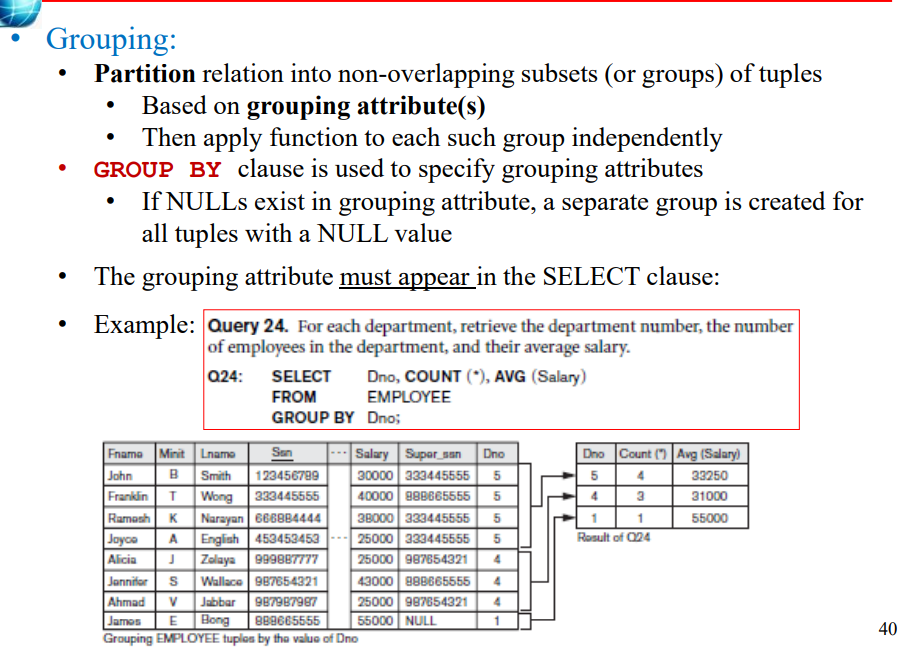 • Grouping:
• Partition relation into non-overlapping subsets (or groups) of tuples
• Based on grouping attribute(s)
• Then apply function to each such group independently
• GROUP BY clause is used to specify grouping attributes
• If NULLs exist in grouping attribute, a separate group is created for
all tuples with a NULL value
• The grouping attribute must appear in the SELECT clause:
• Example:
Query 24. For each department, retrieve the department number, the number
of employees in the department, and their average salary.
Q24: SELECT Dno, COUNT (*), AVG (Salary)
FROM EMPLOYEE
GROUP BY Dno;
Fname Minit Lname Ssn ... Salary Super_ssn Dno
John B Smith 123456789 30000 333445555 5
Franklin T Wong 333445555 40000 888665555 5
Ramesh K Narayan 666884444 38000 333445555 5
Joyce A English 453453453 ... 25000 333445555 5
Alicia J Zelaya 999887777 25000 987654321 4
Jennifer S Wallace 987654321 43000 888665555 4
Ahmad V Jabbar 987987987 25000 987654321 4
James E Bong 888665555 55000 NULL 1
Grouping EMPLOYEE tuples by the value of Dno
Dno Count (*) Avg (Salary)
5 4 33250
4 3 31000
1 1 55000
Result of Q24
40